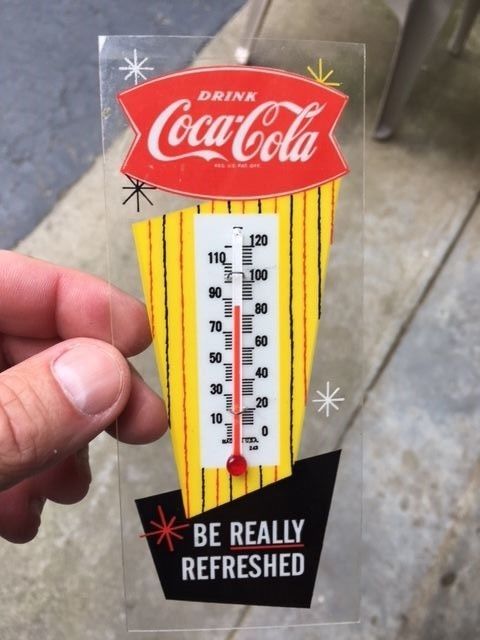 DRINK
Coca-Cola
REG. U.S. PAT. OFF.
120
110
100
90
80
70
60
50
40
30
20
10
0
BE REALLY
REFRESHED